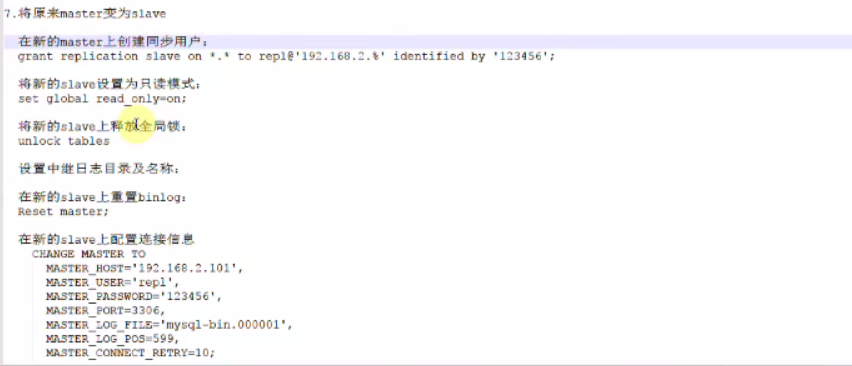 7.将原来master变为slave
在新的master上创建同步用户：
grant replication slave on *.* to repl@'192.168.2.%' identified by '123456';
将新的slave设置为只读模式：
set global read_only=on;
将新的slave上释放全局锁：
unlock tables
设置中继日志目录及名称：
在新的slave上重置binlog：
Reset master;
在新的slave上配置连接信息
CHANGE MASTER TO
MASTER_HOST='192.168.2.101',
MASTER_USER='repl',
MASTER_PASSWORD='123456',
MASTER_PORT=3306,
MASTER_LOG_FILE='mysql-bin.000001',
MASTER_LOG_POS=599,
MASTER_CONNECT_RETRY=10;